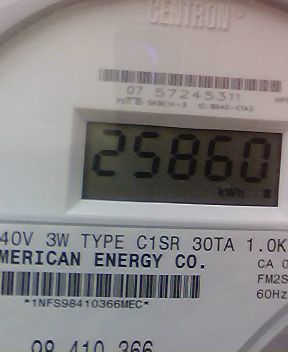 CENTRON®
07 57245311
25860
kWh
40V 3W TYPE C1SR 30TA 1.0K
MERICAN ENERGY CO.
CA 0
FM2S
60Hz
*1NFS98410366MEC*
98 410 366